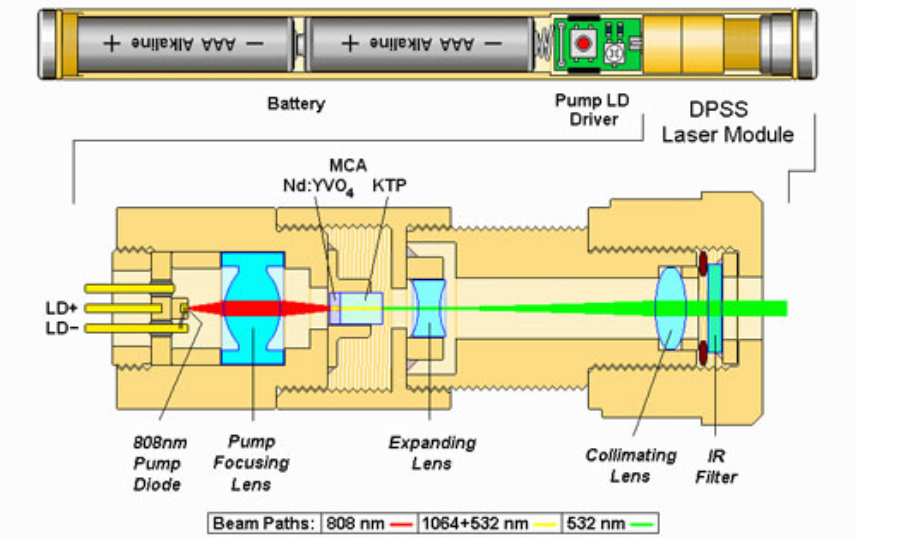 + AAA Alkaline −
+ AAA Alkaline −
Battery
Pump LD
Driver
DPSS
Laser Module
MCA
Nd:YVO4 KTP
LD+
LD−
808nm
Pump
Diode
Pump
Focusing
Lens
Expanding
Lens
Collimating
Lens
IR
Filter
Beam Paths: 808 nm 1064+532 nm 532 nm